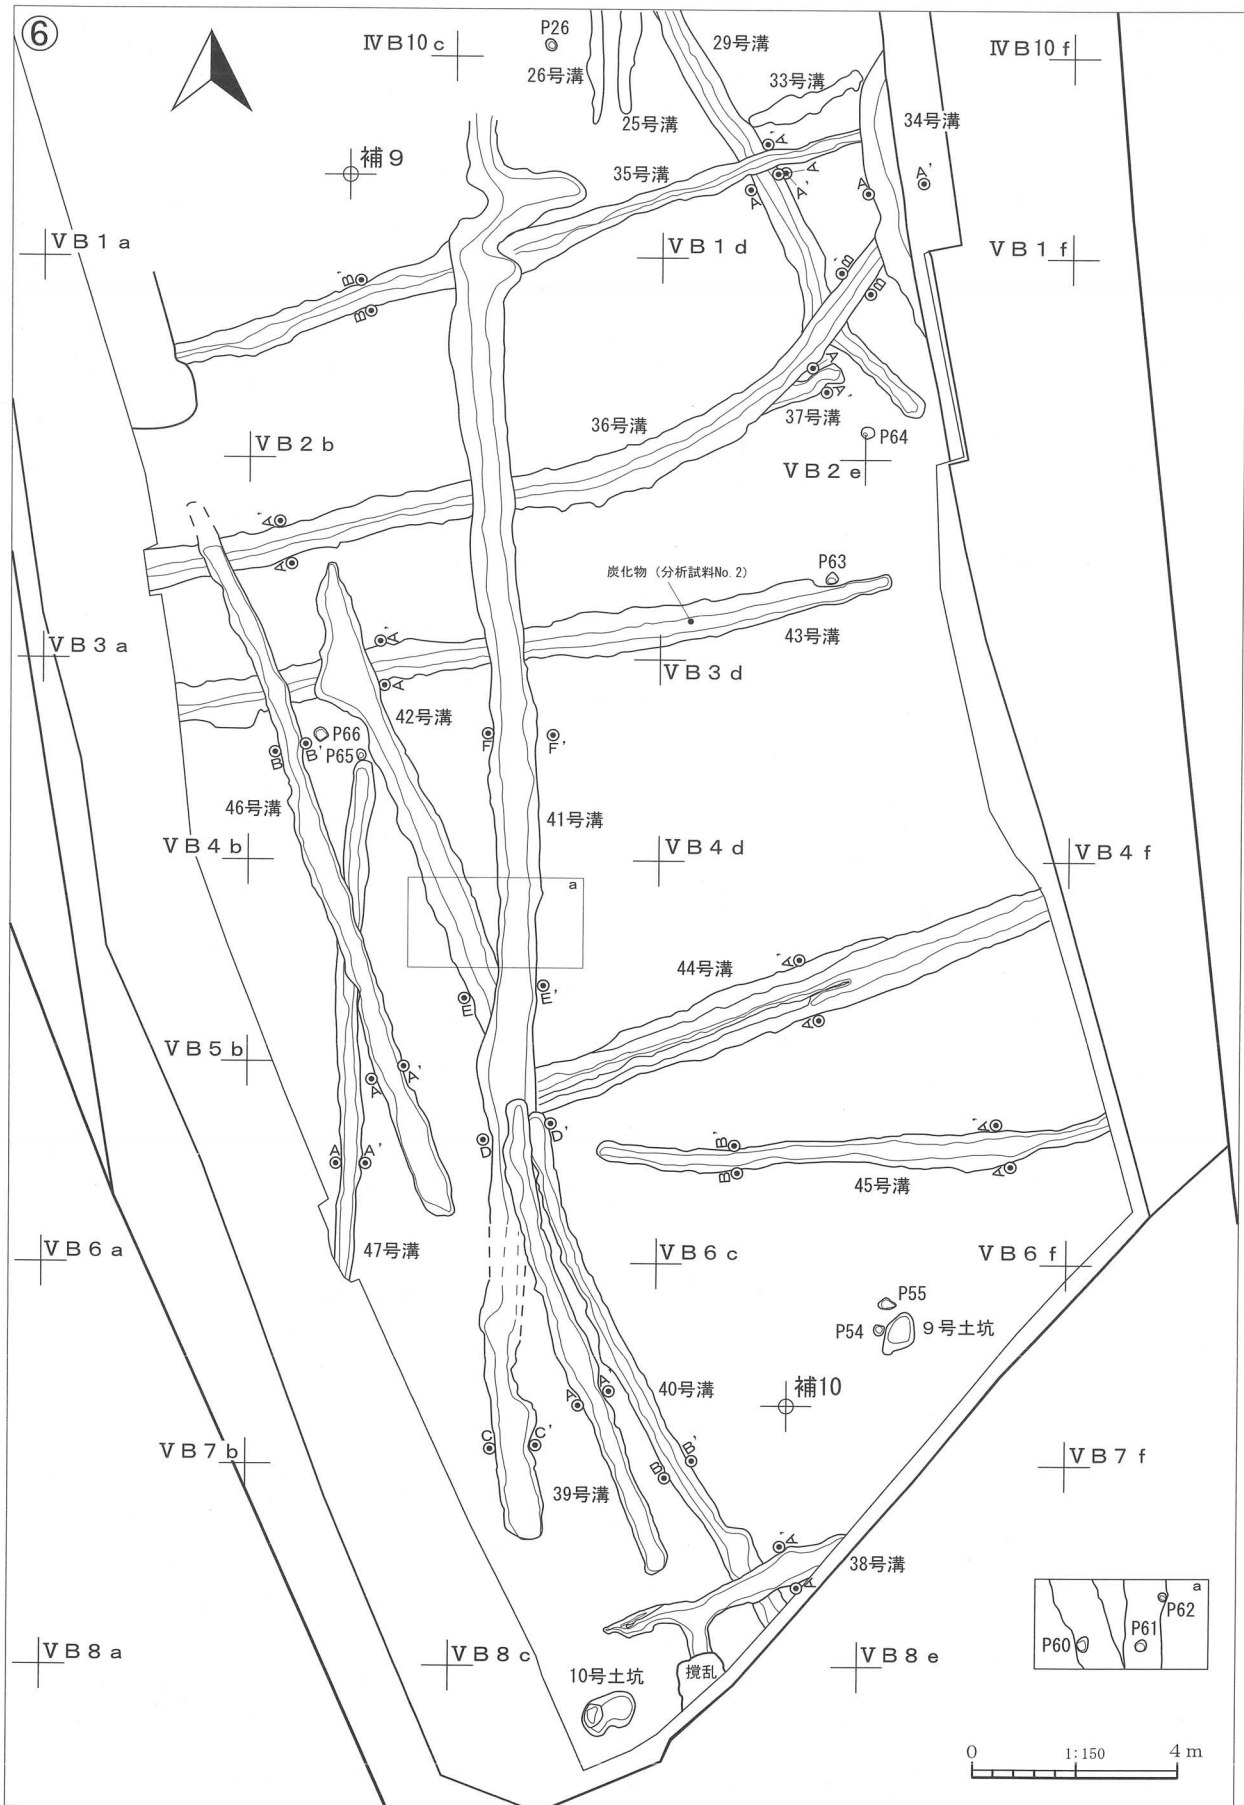 ⑥
ⅣB10c
P26
26号溝
25号溝
29号溝
33号溝
ⅣB10f
34号溝
補9
35号溝
A'
A
A
A'
A
A'
ⅤB1a
ⅤB1d
ⅤB1f
B'
B
B'
B
36号溝
A
A'
37号溝
P64
ⅤB2b
ⅤB2e
A'
A
炭化物（分析試料No.2）
P63
43号溝
ⅤB3a
A'
A
ⅤB3d
42号溝
P66
B
B'
P65
F
F'
46号溝
41号溝
ⅤB4b
ⅤB4d
ⅤB4f
a
44号溝
A'
A
E
E'
ⅤB5b
A
A'
D
D'
A
A'
B'
B
A'
A
45号溝
47号溝
ⅤB6a
ⅤB6c
ⅤB6f
P55
P54
9号土坑
補10
40号溝
A
A'
C
C'
B
B'
ⅤB7b
ⅤB7f
39号溝
A'
A
38号溝
a
P62
P61
P60
ⅤB8a
ⅤB8c
ⅤB8e
10号土坑
撹乱
0
1:150
4m